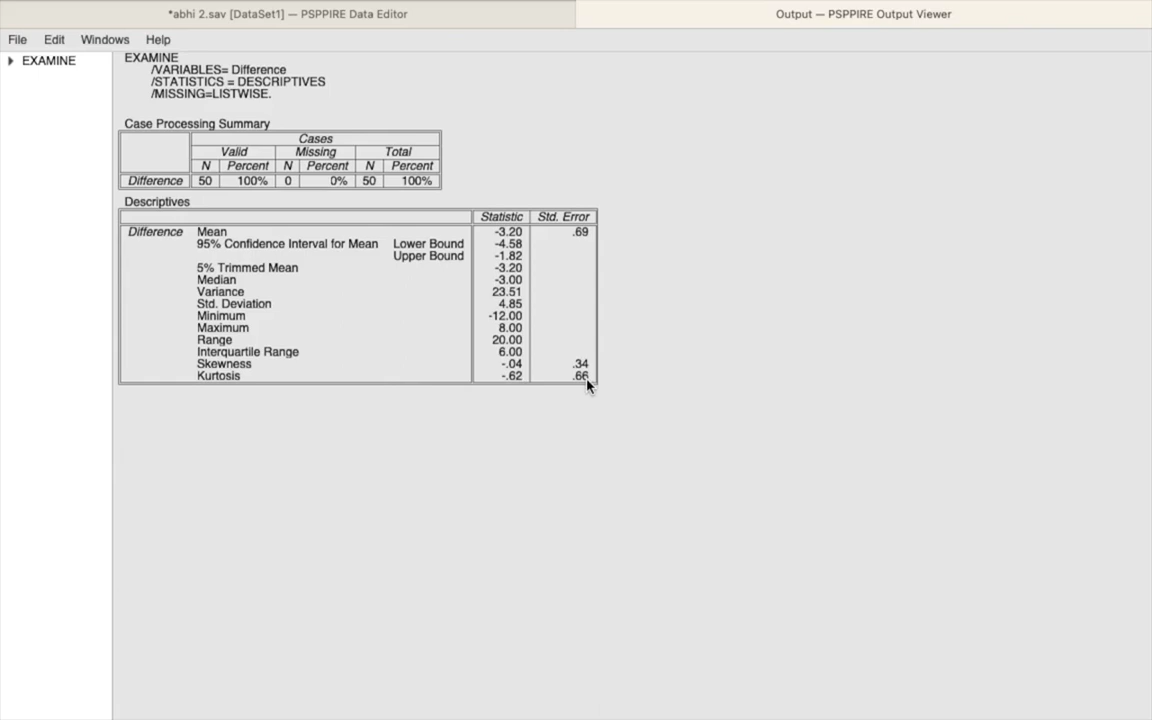 *abhi 2.sav [DataSet1] — PSPPIRE Data Editor
Output — PSPPIRE Output Viewer
File Edit Windows Help
EXAMINE
EXAMINE
/VARIABLES= Difference
/STATISTICS = DESCRIPTIVES
/MISSING=LISTWISE.
Case Processing Summary
Cases
Valid Missing Total
N Percent N Percent N Percent
Difference 50 100% 0 0% 50 100%
Descriptives
Statistic Std. Error
Difference Mean -3.20 .69
95% Confidence Interval for Mean Lower Bound -4.58
Upper Bound -1.82
5% Trimmed Mean -3.20
Median -3.00
Variance 23.51
Std. Deviation 4.85
Minimum -12.00
Maximum 8.00
Range 20.00
Interquartile Range 6.00
Skewness -.04 .34
Kurtosis -.62 .66